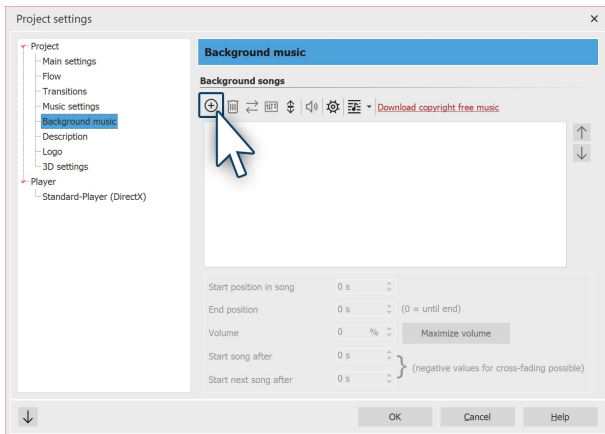 Project settings
Project
Main settings
Flow
Transitions
Music settings
Background music
Description
Logo
3D settings
Player
Standard-Player (DirectX)
Background music
Background songs
Download copyright free music
Start position in song 0 s
End position 0 s (0 = until end)
Volume 0 % Maximize volume
Start song after 0 s
(negative values for cross-fading possible)
Start next song after 0 s
OK Cancel Help